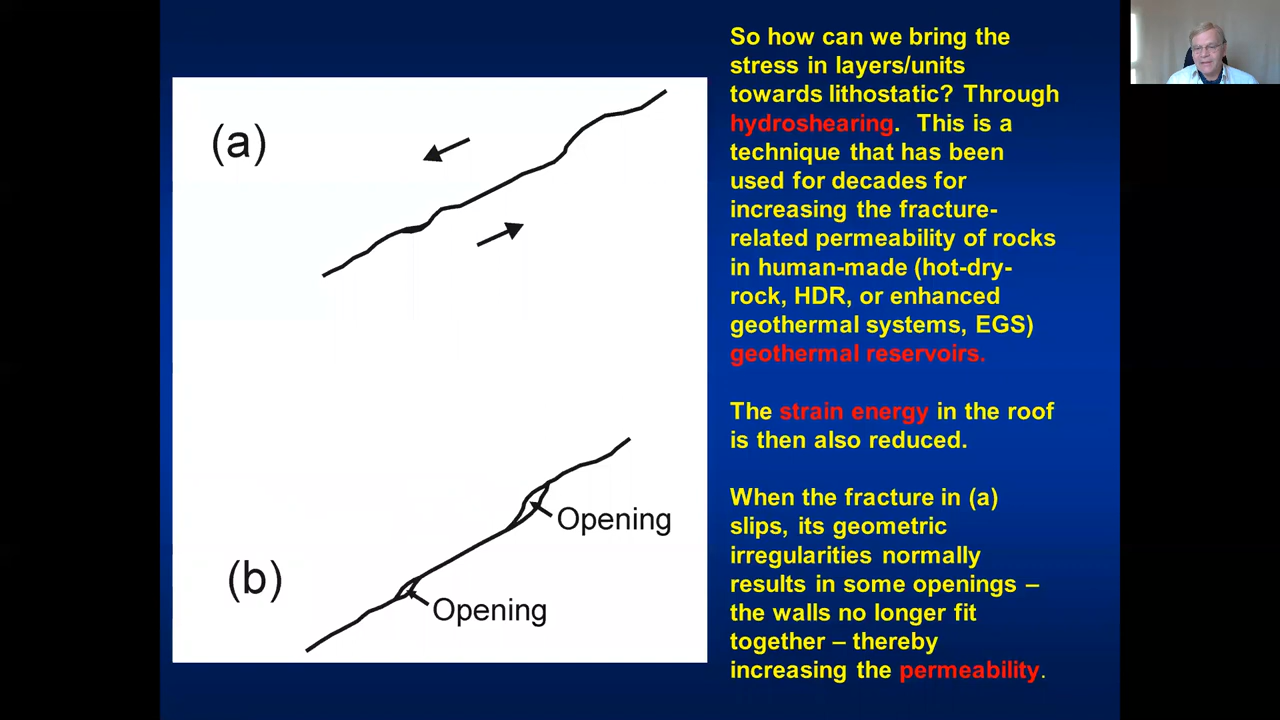 (a)
(b)
Opening
Opening
So how can we bring the
stress in layers/units
towards lithostatic? Through
hydroshearing.  This is a
technique that has been
used for decades for
increasing the fracture-
related permeability of rocks
in human-made (hot-dry-
rock, HDR, or enhanced
geothermal systems, EGS)
geothermal reservoirs.
The strain energy in the roof
is then also reduced.
When the fracture in (a)
slips, its geometric
irregularities normally
results in some openings –
the walls no longer fit
together – thereby
increasing the permeability.